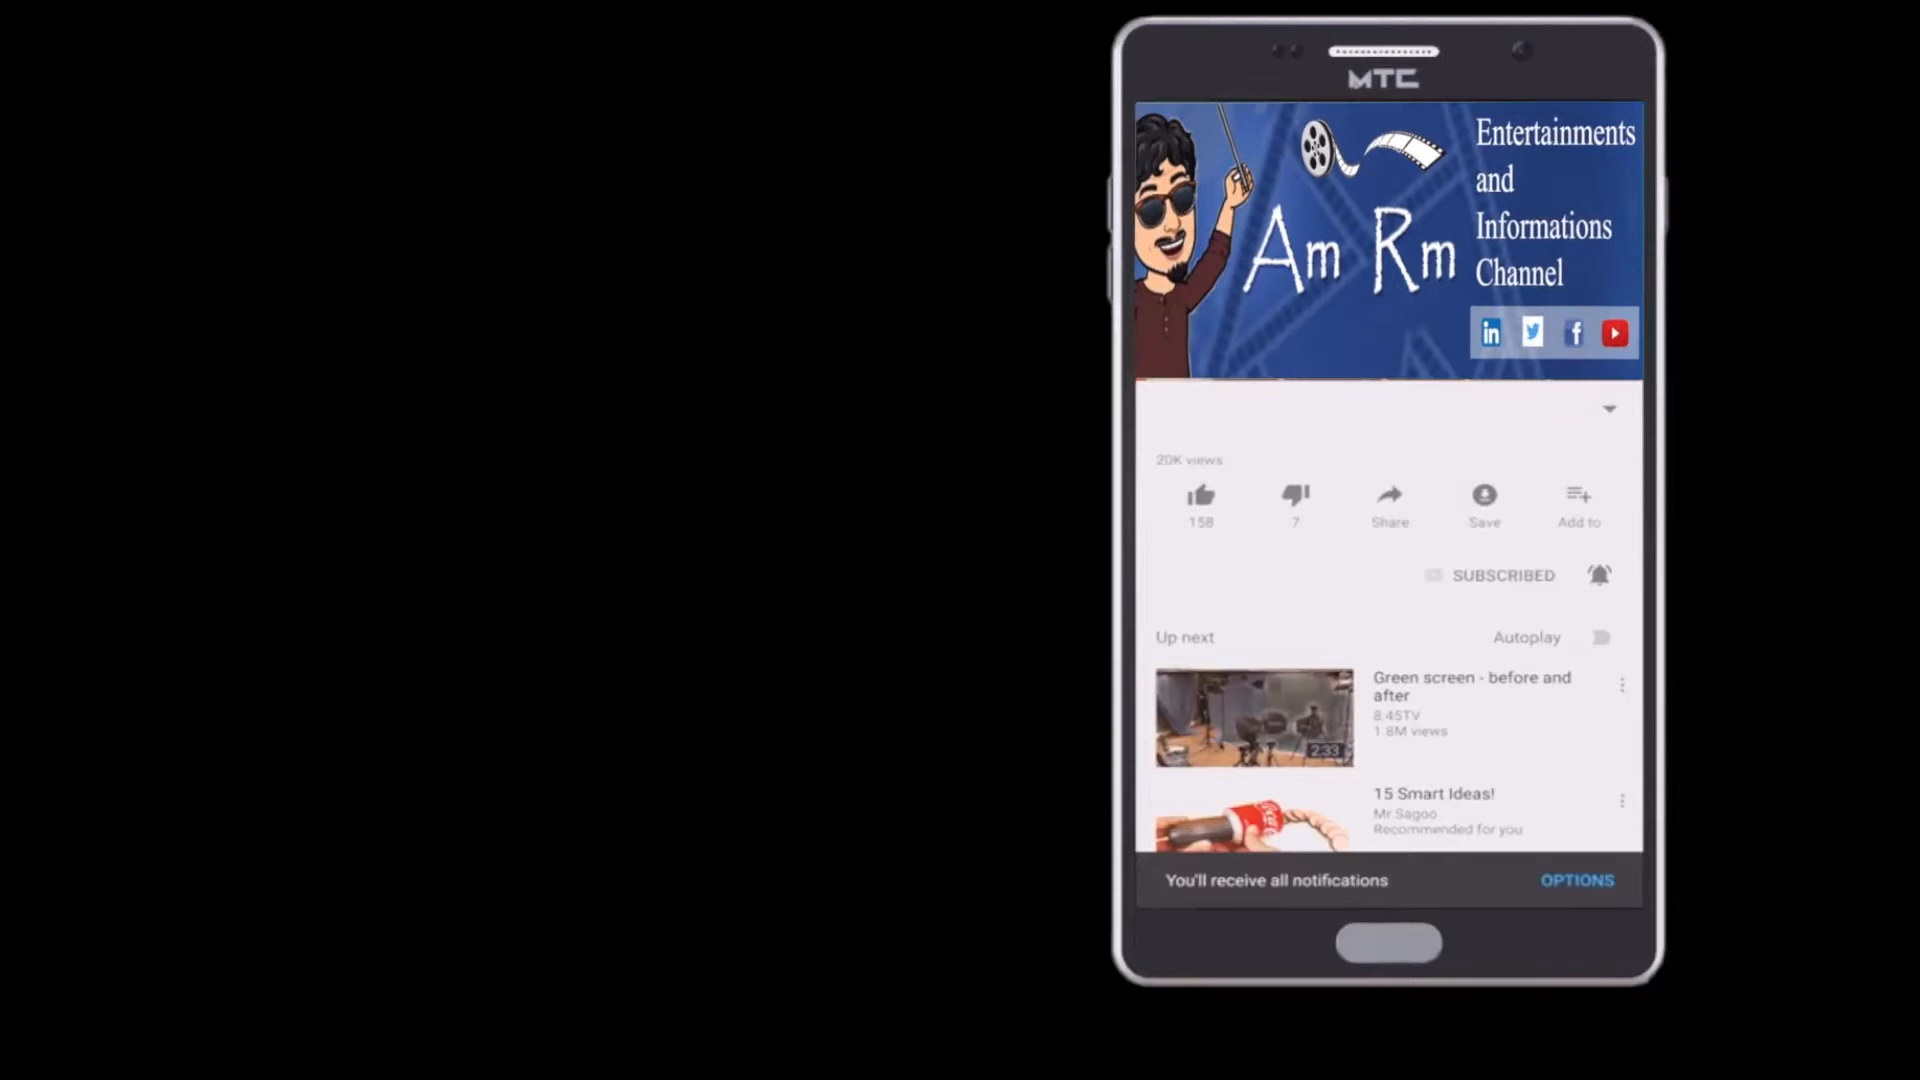 MTC
Entertainments
and
Informations
Channel
Am Rm
in
f
20K views
158
7
Share
Save
Add to
SUBSCRIBED
Up next
Autoplay
Green screen - before and
after
8:45TV
1.8M views
2:33
15 Smart Ideas!
Mr Sagoo
Recommended for you
You'll receive all notifications
OPTIONS